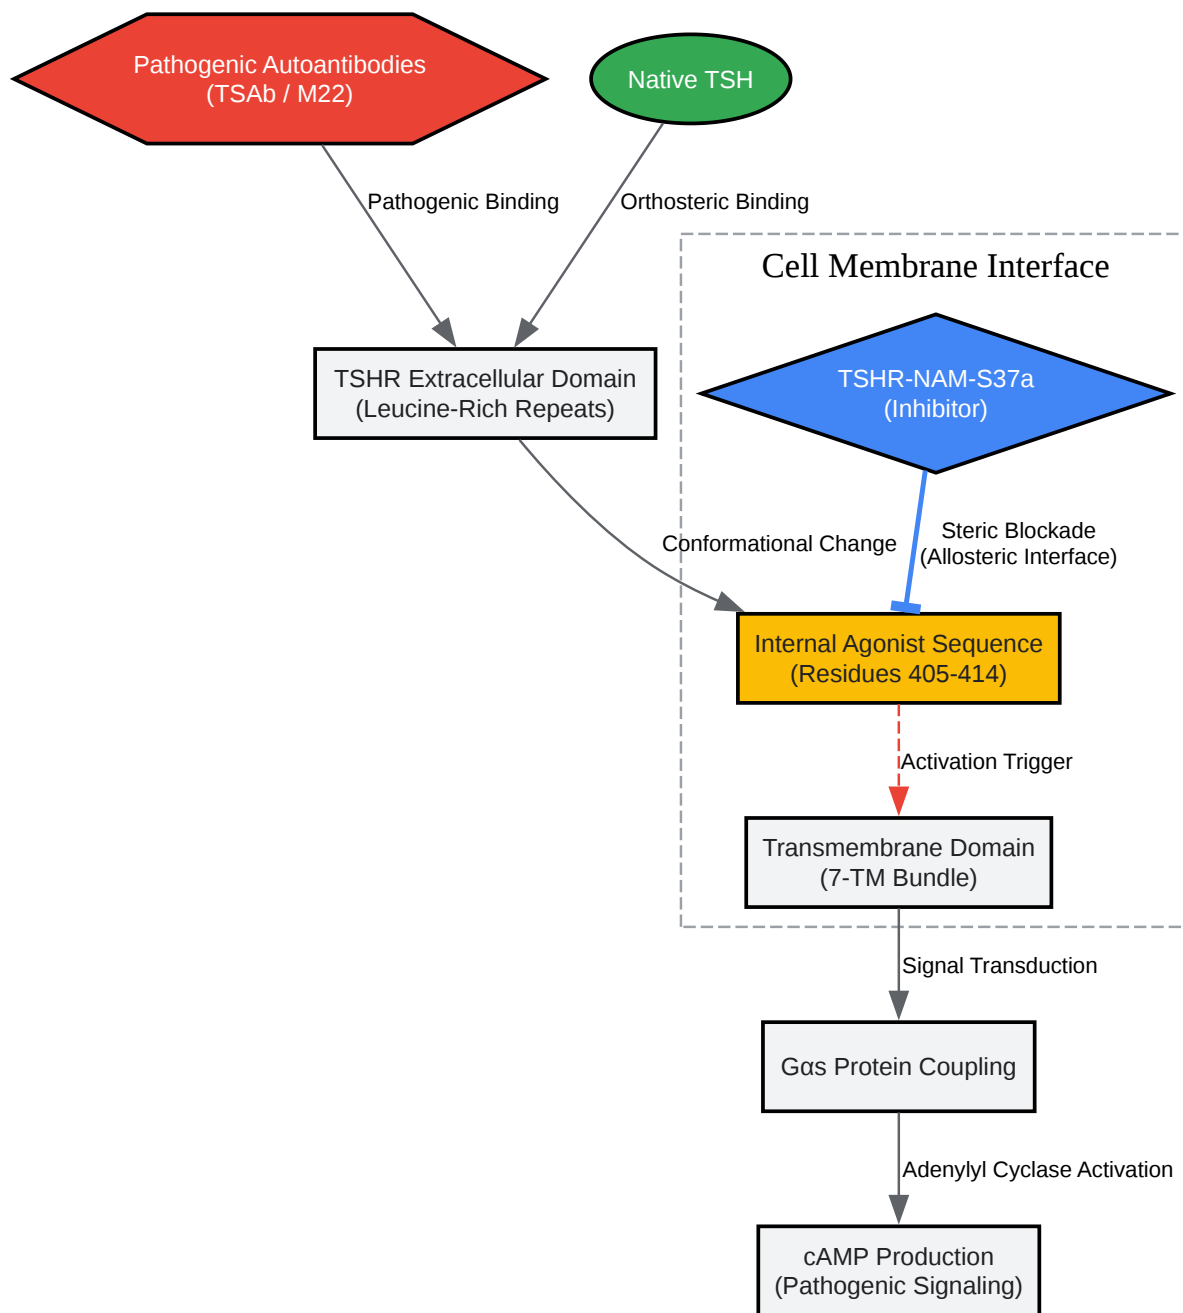 Pathogenic Autoantibodies
(TSAb / M22)
Native TSH
Pathogenic Binding
Orthosteric Binding
Cell Membrane Interface
TSHR Extracellular Domain
(Leucine-Rich Repeats)
TSHR-NAM-S37a
(Inhibitor)
Conformational Change
Steric Blockade
(Allosteric Interface)
Internal Agonist Sequence
(Residues 405-414)
Activation Trigger
Transmembrane Domain
(7-TM Bundle)
Signal Transduction
Gαs Protein Coupling
Adenylyl Cyclase Activation
cAMP Production
(Pathogenic Signaling)